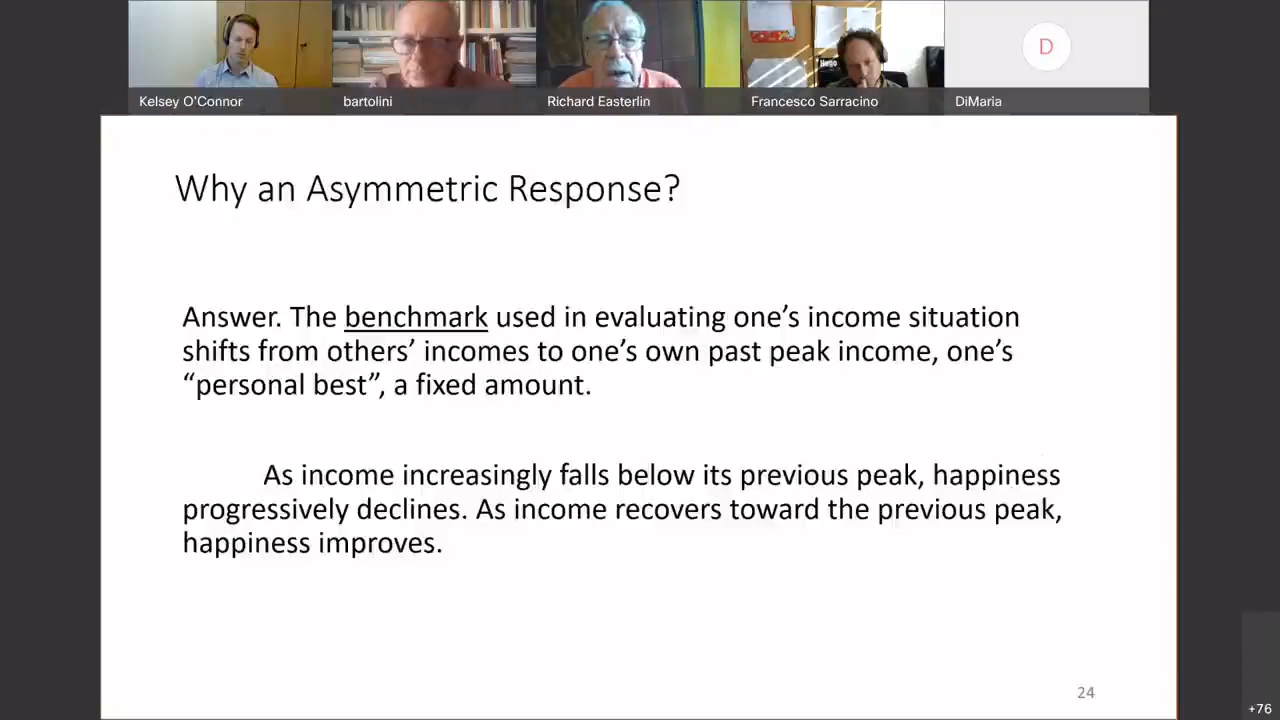 Kelsey O'Connor
bartolini
Richard Easterlin
Francesco Sarracino
D
DiMaria
Why an Asymmetric Response?
Answer. The benchmark used in evaluating one’s income situation
shifts from others’ incomes to one’s own past peak income, one’s
“personal best”, a fixed amount.
As income increasingly falls below its previous peak, happiness
progressively declines. As income recovers toward the previous peak,
happiness improves.
24
+76